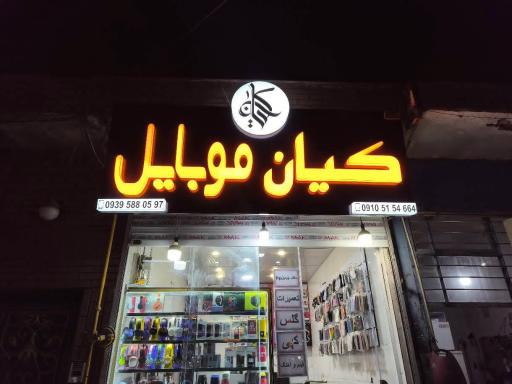 کیان
کیان موبایل
0939 588 05 97
0910 51 54 664
تعمیرات
گلس